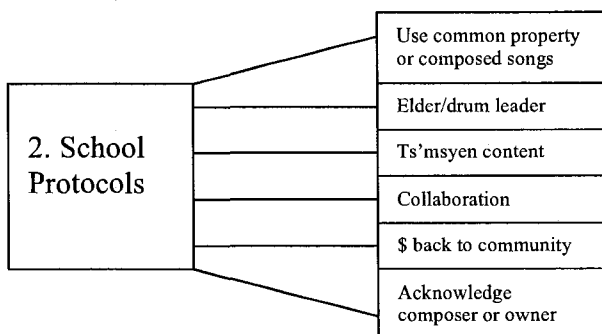 2. School
Protocols
Use common property
or composed songs
Elder/drum leader
Ts'msyen content
Collaboration
$ back to community
Acknowledge
composer or owner